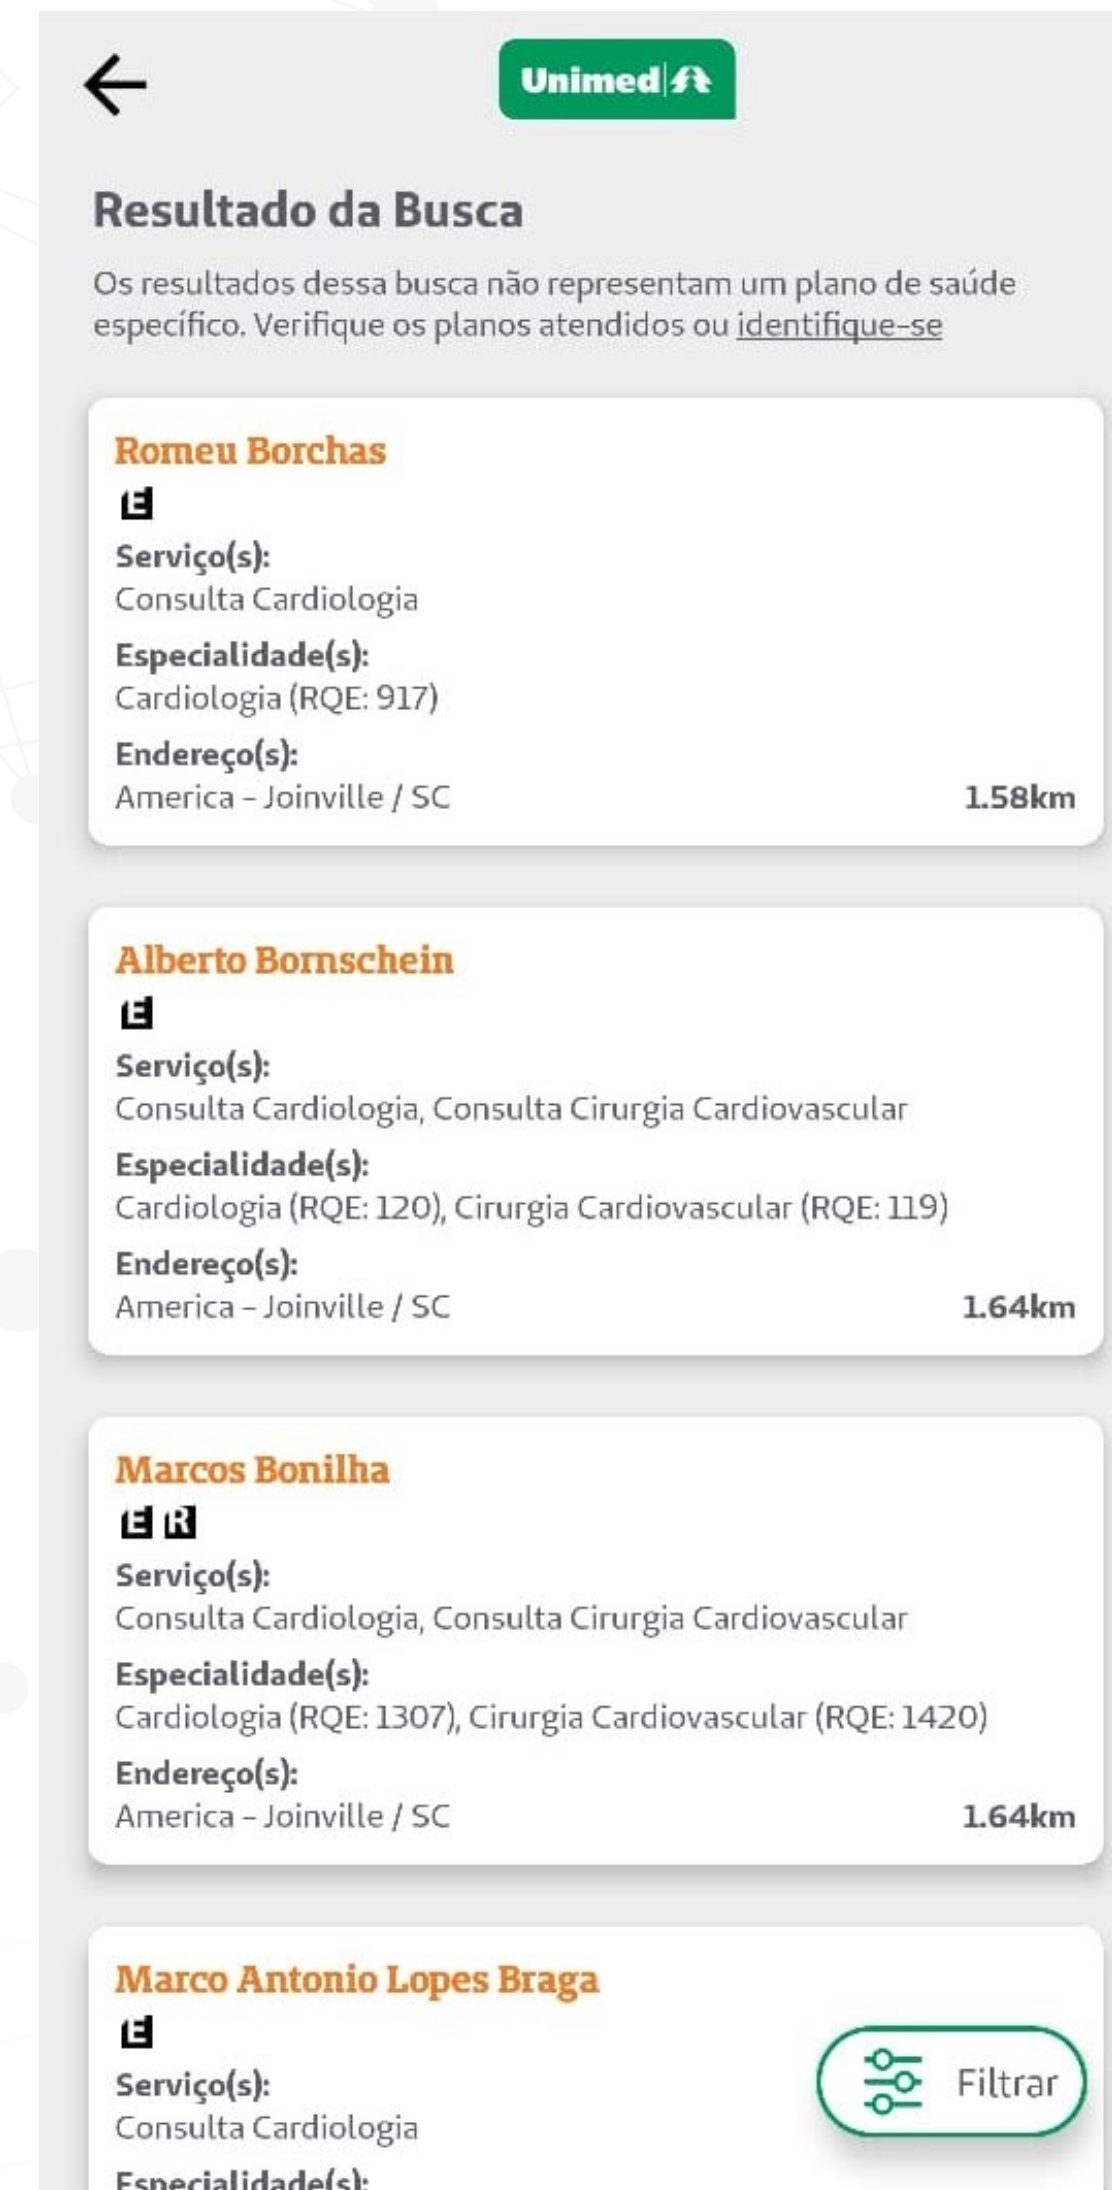 Unimed
Resultado da Busca
Os resultados dessa busca não representam um plano de saúde
específico. Verifique os planos atendidos ou identifique-se
Romeu Borchas
E
Serviço(s):
Consulta Cardiologia
Especialidade(s):
Cardiologia (RQE: 917)
Endereço(s):
America - Joinville / SC 1.58km
Alberto Bornschein
E
Serviço(s):
Consulta Cardiologia, Consulta Cirurgia Cardiovascular
Especialidade(s):
Cardiologia (RQE: 120), Cirurgia Cardiovascular (RQE: 119)
Endereço(s):
America - Joinville / SC 1.64km
Marcos Bonilha
E R
Serviço(s):
Consulta Cardiologia, Consulta Cirurgia Cardiovascular
Especialidade(s):
Cardiologia (RQE: 1307), Cirurgia Cardiovascular (RQE: 1420)
Endereço(s):
America - Joinville / SC 1.64km
Marco Antonio Lopes Braga
E
Serviço(s):
Filtrar
Consulta Cardiologia
Especialidade(s):